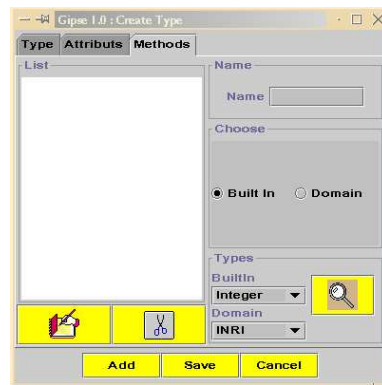 Gipse 1.0 : Create Type
Type Attributs Methods
List
Name
Name
Choose
Built In Domain
Types
BuiltIn
Integer
Domain
INRI
Add Save Cancel